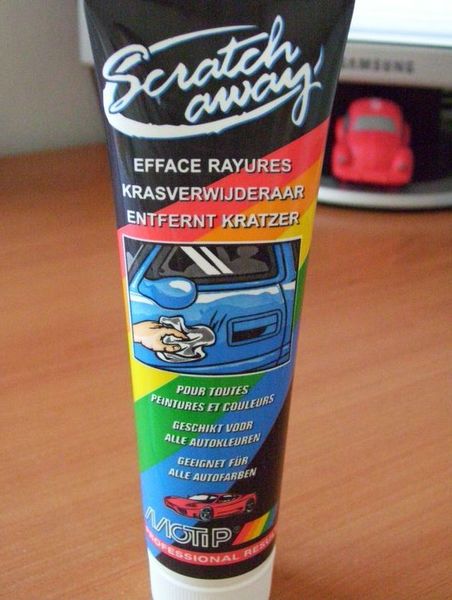 Scratch
away
EFFACE RAYURES
KRASVERWIJDERAAR
ENTFERNT KRATZER
POUR TOUTES
PEINTURES ET COULEURS
GESCHIKT VOOR
ALLE AUTOKLEUREN
GEEIGNET FÜR
ALLE AUTOFARBEN
MOTIP®
PROFESSIONAL
SAMSUNG